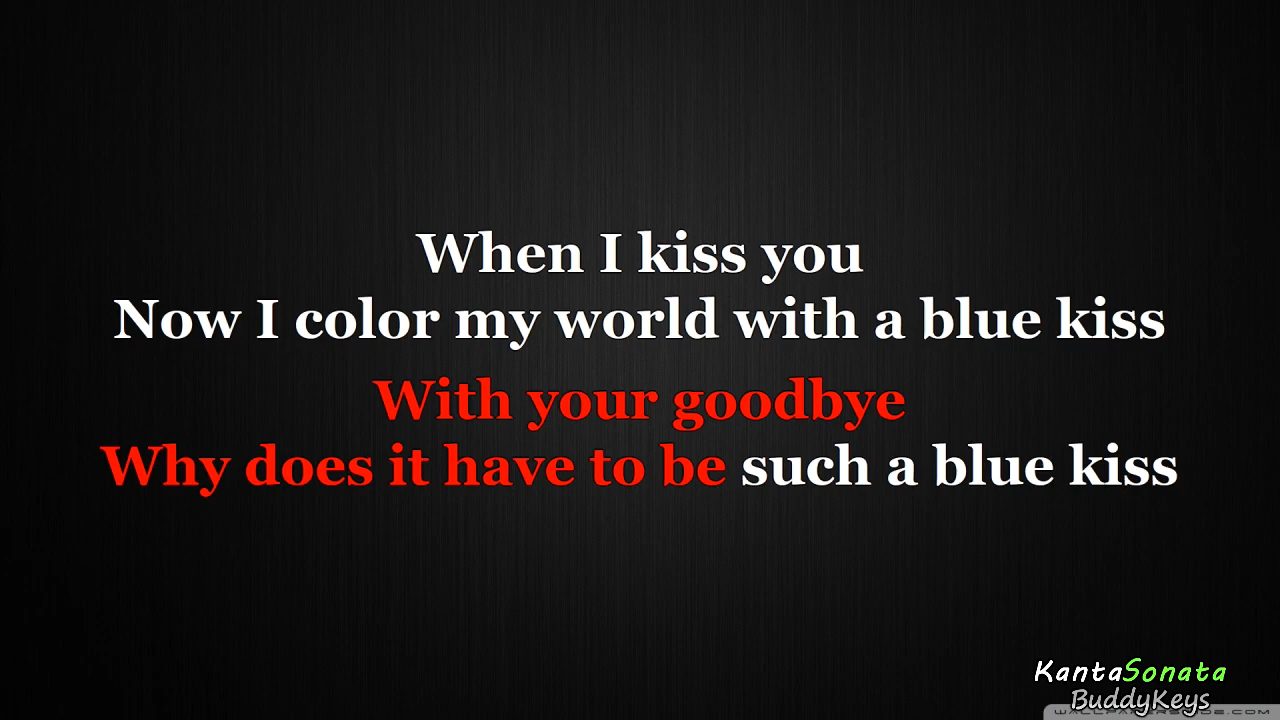 When I kiss you
Now I color my world with a blue kiss
With your goodbye
Why does it have to be such a blue kiss
KantaSonata
BuddyKeys